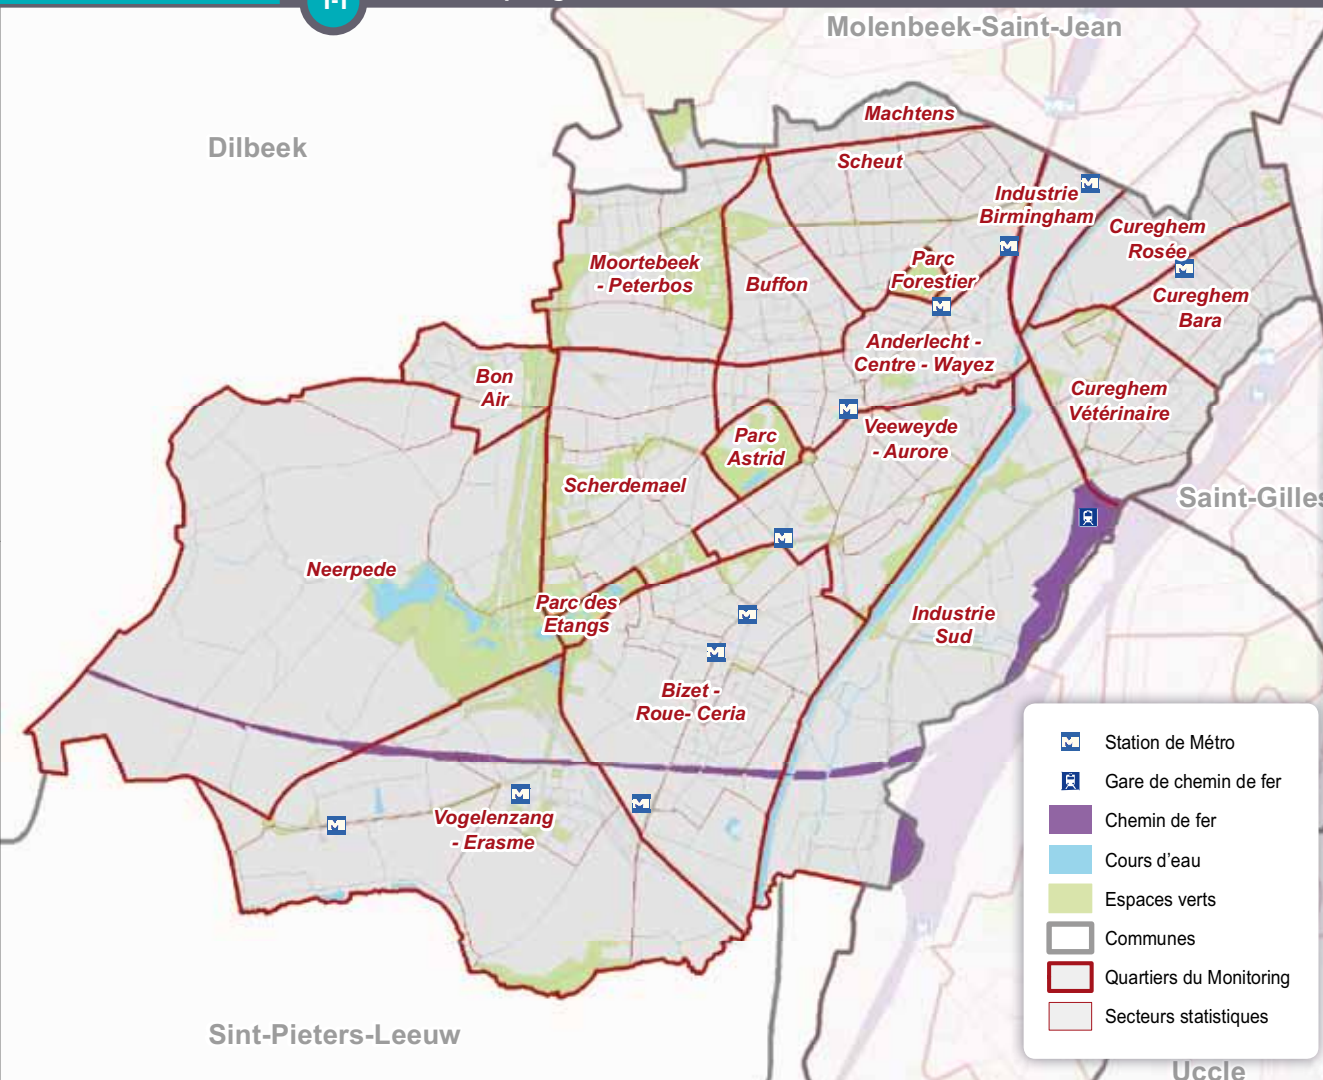 1-1
Molenbeek-Saint-Jean
Dilbeek
Machtens
Scheut
Industrie
Birmingham
Cureghem
Rosée
Moortebeek
- Peterbos
Buffon
Parc
Forestier
Cureghem
Bara
Anderlecht -
Centre - Wayez
Bon
Air
Cureghem
Vétérinaire
Parc
Astrid
Veeweyde
- Aurore
Scherdemael
Saint-Gilles
Neerpede
Parc des
Etangs
Industrie
Sud
Bizet -
Roue- Ceria
Vogelenzang
- Erasme
Sint-Pieters-Leeuw
Uccle
M Station de Métro
Gare de chemin de fer
Chemin de fer
Cours d'eau
Espaces verts
Communes
Quartiers du Monitoring
Secteurs statistiques